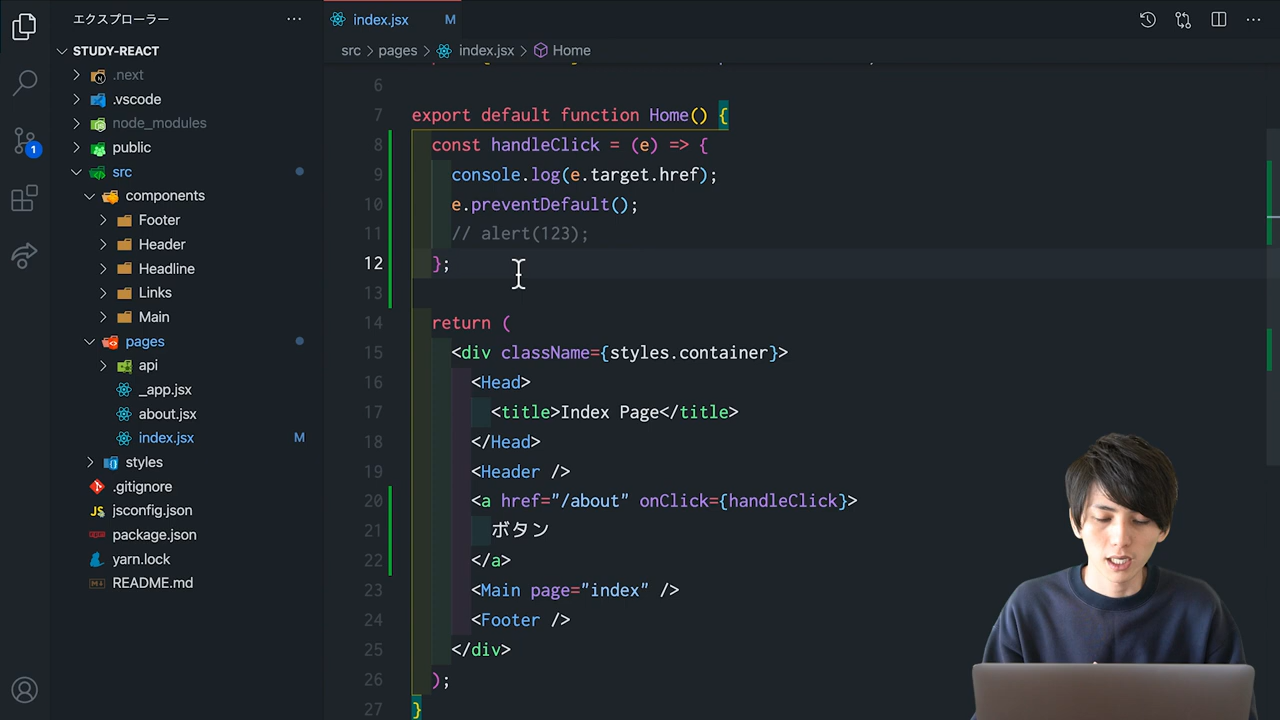 エクスプローラー
STUDY-REACT
.next
.vscode
node_modules
public
src
components
Footer
Header
Headline
Links
Main
pages
api
_app.jsx
about.jsx
index.jsx M
styles
.gitignore
jsconfig.json
package.json
yarn.lock
README.md
1
index.jsx M
src > pages > index.jsx > Home
6
7 export default function Home() {
8 const handleClick = (e) => {
9 console.log(e.target.href);
10 e.preventDefault();
11 // alert(123);
12 };
13
14 return (
15 <div className={styles.container}>
16 <Head>
17 <title>Index Page</title>
18 </Head>
19 <Header />
20 <a href="/about" onClick={handleClick}>
21 ボタン
22 </a>
23 <Main page="index" />
24 <Footer />
25 </div>
26 );
27 }